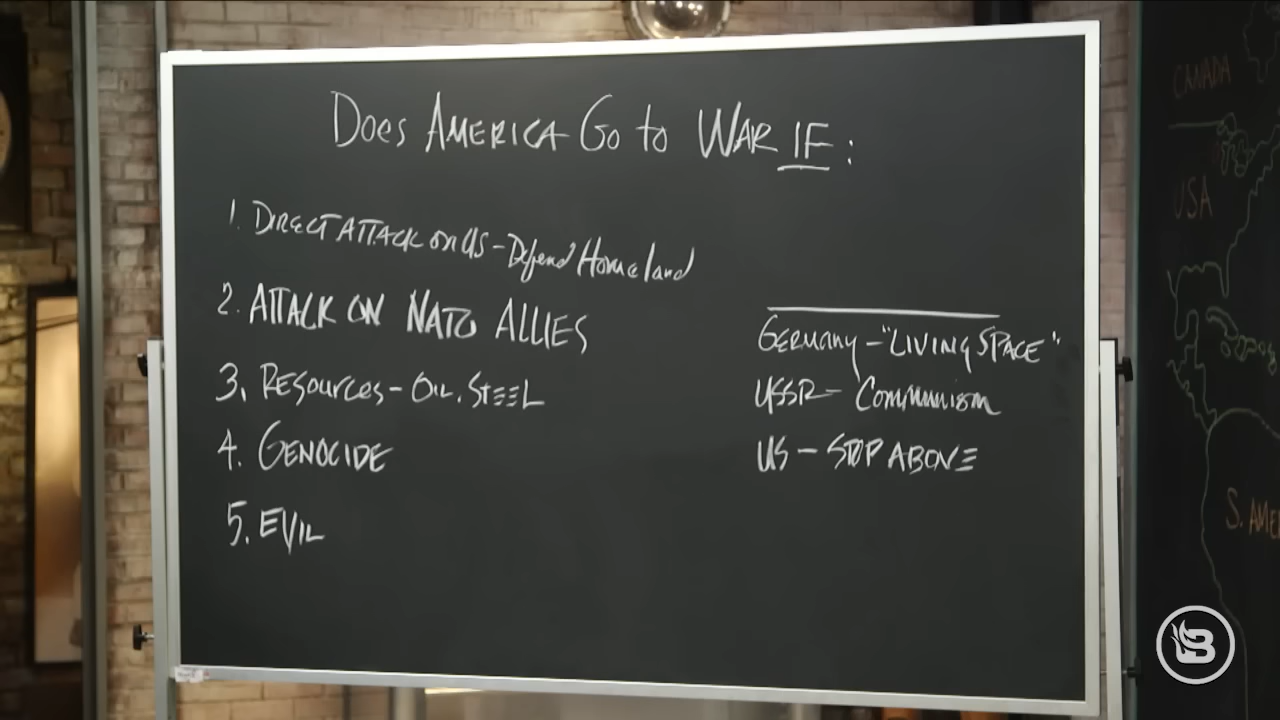 Does America Go to War IF:
1. Direct Attack on US - Defend Homeland
2. Attack on NATO Allies
3. Resources - Oil. Steel
4. Genocide
5. Evil
Germany - "Living Space"
USSR - Communism
US - Stop Above
CANADA
USA
S. AME
B